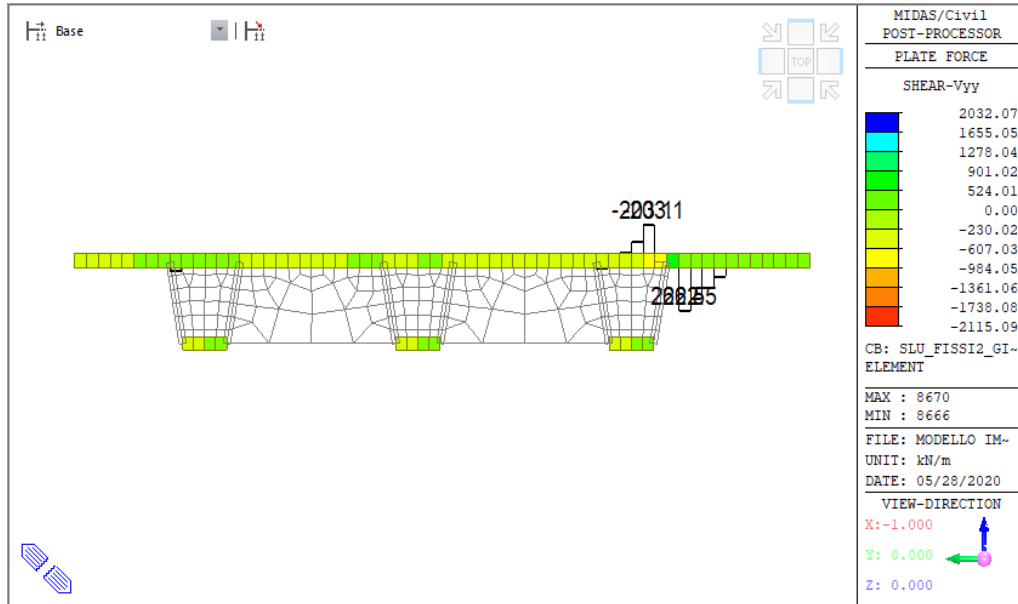 Base
TOP
MIDAS/Civil
POST-PROCESSOR
PLATE FORCE
SHEAR-Vyy
2032.07
1655.05
1278.04
901.02
524.01
0.00
-230.02
-607.03
-984.05
-1361.06
-1738.08
-2115.09
CB: SLU_FISSI2_GI~
ELEMENT
MAX : 8670
MIN : 8666
FILE: MODELLO IM~
UNIT: kN/m
DATE: 05/28/2020
VIEW-DIRECTION
X:-1.000
Y: 0.000
Z: 0.000